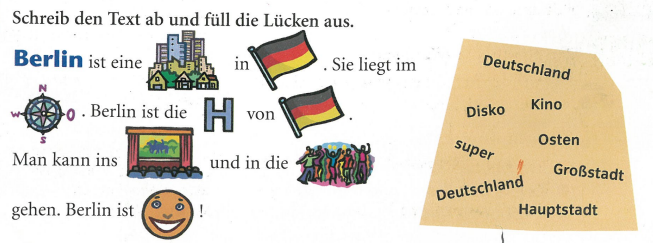 Schreib den Text ab und füll die Lücken aus.
Berlin ist eine in . Sie liegt im
N
W O . Berlin ist die H von .
S
Man kann ins und in die
gehen. Berlin ist !
Deutschland
Disko Kino
super Osten
Großstadt
Deutschland
Hauptstadt